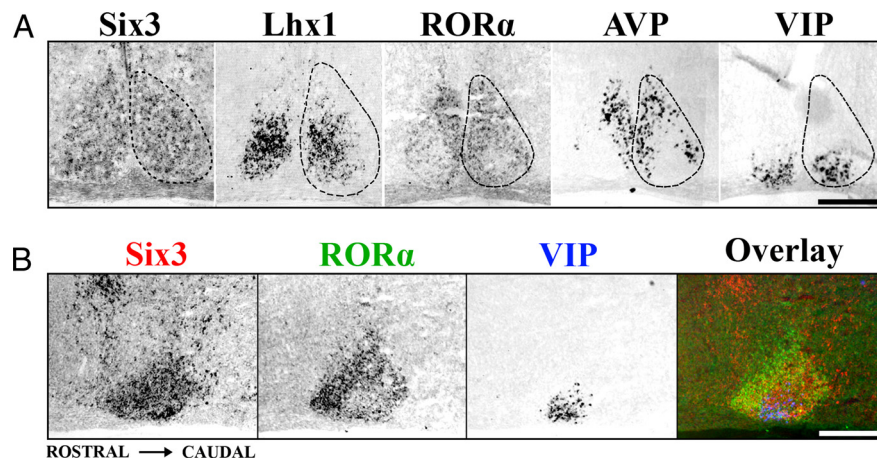 A
Six3 Lhx1 RORα AVP VIP
B
Six3 RORα VIP Overlay
ROSTRAL → CAUDAL